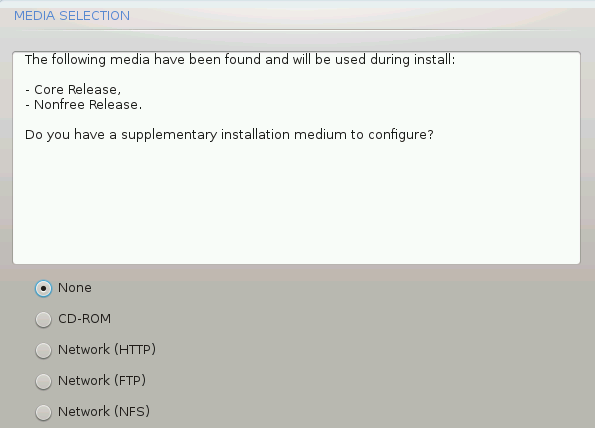 MEDIA SELECTION
The following media have been found and will be used during install:
- Core Release,
- Nonfree Release.
Do you have a supplementary installation medium to configure?
None
CD-ROM
Network (HTTP)
Network (FTP)
Network (NFS)